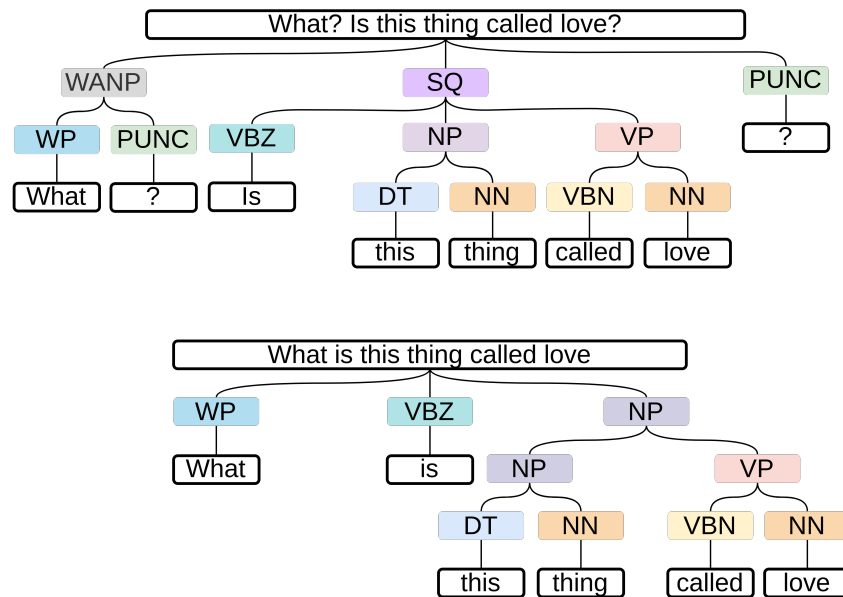 What? Is this thing called love?
WANP SQ PUNC
WP PUNC VBZ NP VP ?
What ? Is DT NN VBN NN
this thing called love
What is this thing called love
WP VBZ NP
What is NP VP
DT NN VBN NN
this thing called love